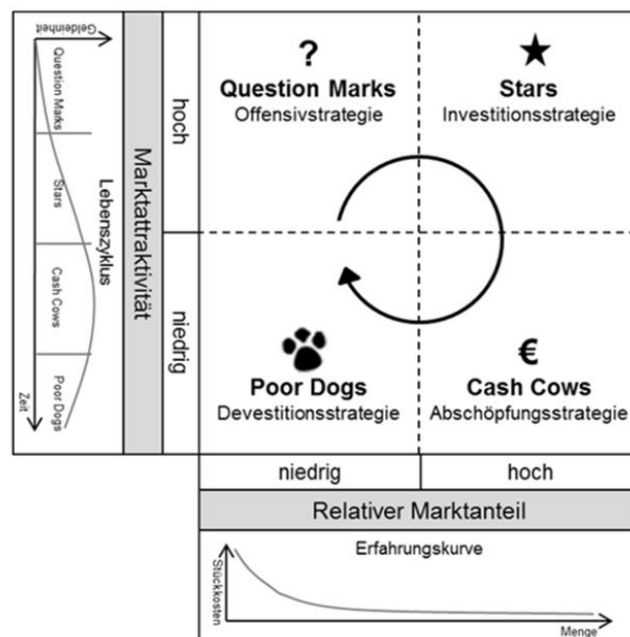 Geldeinheit
Question Marks
Stars
Cash Cows
Poor Dogs
Zeit
Lebenszyklus
Marktattraktivität
hoch
niedrig
?
Question Marks
Offensivstrategie
★
Stars
Investitionsstrategie
Poor Dogs
Devestitionsstrategie
€
Cash Cows
Abschöpfungsstrategie
niedrig
hoch
Relativer Marktanteil
Erfahrungskurve
Stückkosten
Menge